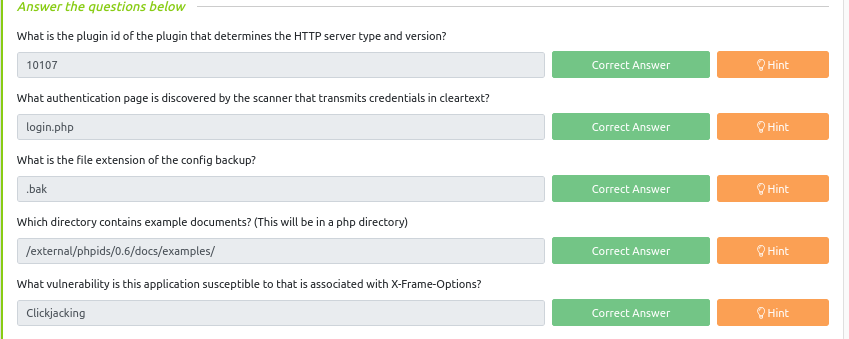 Answer the questions below
What is the plugin id of the plugin that determines the HTTP server type and version?
10107 Correct Answer Hint
What authentication page is discovered by the scanner that transmits credentials in cleartext?
login.php Correct Answer Hint
What is the file extension of the config backup?
.bak Correct Answer Hint
Which directory contains example documents? (This will be in a php directory)
/external/phpids/0.6/docs/examples/ Correct Answer Hint
What vulnerability is this application susceptible to that is associated with X-Frame-Options?
Clickjacking Correct Answer Hint